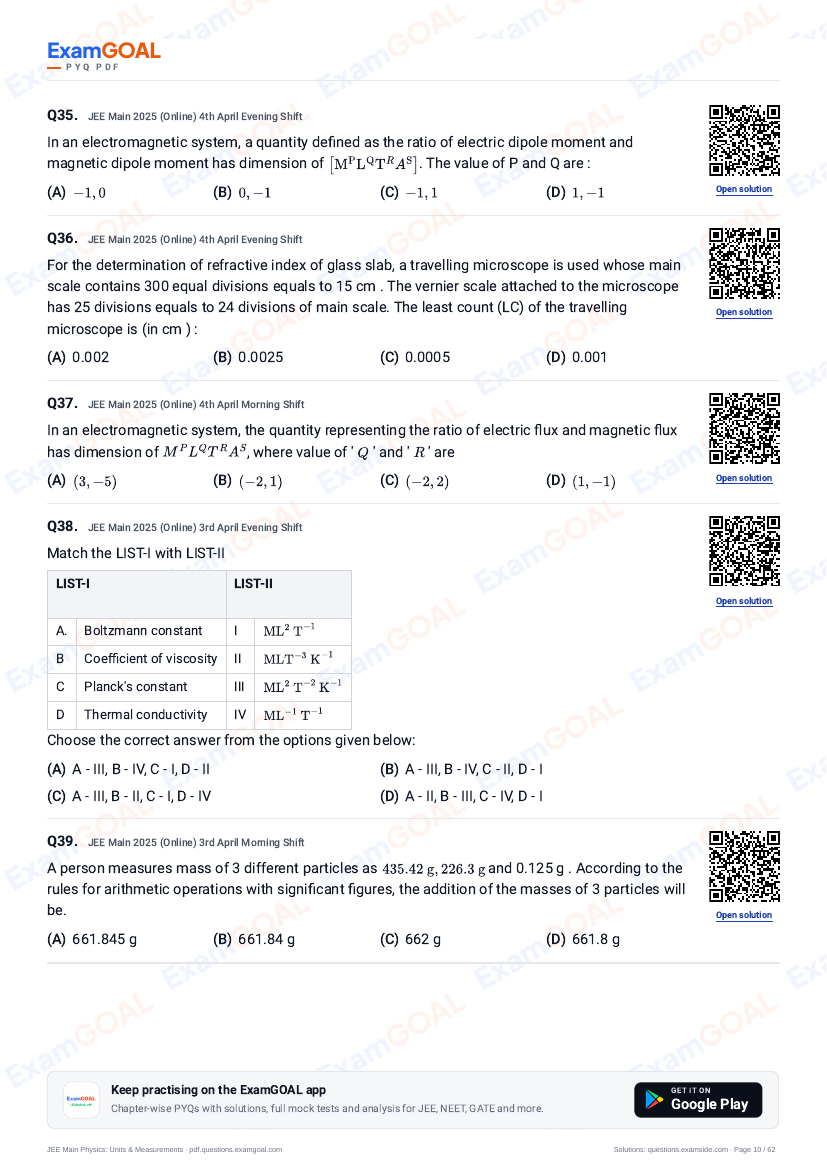 ExamGOAL
PYQ PDF
Q35. JEE Main 2025 (Online) 4th April Evening Shift
In an electromagnetic system, a quantity defined as the ratio of electric dipole moment and
magnetic dipole moment has dimension of [M^P L^Q T^R A^S]. The value of P and Q are :
(A) −1, 0 (B) 0, −1 (C) −1, 1 (D) 1, −1
Open solution
Q36. JEE Main 2025 (Online) 4th April Evening Shift
For the determination of refractive index of glass slab, a travelling microscope is used whose main
scale contains 300 equal divisions equals to 15 cm . The vernier scale attached to the microscope
has 25 divisions equals to 24 divisions of main scale. The least count (LC) of the travelling
microscope is (in cm ) :
(A) 0.002 (B) 0.0025 (C) 0.0005 (D) 0.001
Open solution
Q37. JEE Main 2025 (Online) 4th April Morning Shift
In an electromagnetic system, the quantity representing the ratio of electric flux and magnetic flux
has dimension of M^P L^Q T^R A^S, where value of ' Q ' and ' R ' are
(A) (3, −5) (B) (−2, 1) (C) (−2, 2) (D) (1, −1)
Open solution
Q38. JEE Main 2025 (Online) 3rd April Evening Shift
Match the LIST-I with LIST-II
LIST-I LIST-II
A. Boltzmann constant I ML² T⁻¹
B Coefficient of viscosity II MLT⁻³ K⁻¹
C Planck's constant III ML² T⁻² K⁻¹
D Thermal conductivity IV ML⁻¹ T⁻¹
Choose the correct answer from the options given below:
(A) A - III, B - IV, C - I, D - II (B) A - III, B - IV, C - II, D - I
(C) A - III, B - II, C - I, D - IV (D) A - II, B - III, C - IV, D - I
Open solution
Q39. JEE Main 2025 (Online) 3rd April Morning Shift
A person measures mass of 3 different particles as 435.42 g, 226.3 g and 0.125 g . According to the
rules for arithmetic operations with significant figures, the addition of the masses of 3 particles will
be.
(A) 661.845 g (B) 661.84 g (C) 662 g (D) 661.8 g
Open solution
ExamGOAL
Keep practising on the ExamGOAL app
Chapter-wise PYQs with solutions, full mock tests and analysis for JEE, NEET, GATE and more.
GET IT ON
Google Play
JEE Main Physics: Units & Measurements · pdf.questions.examgoal.com Solutions: questions.examside.com · Page 10 / 62